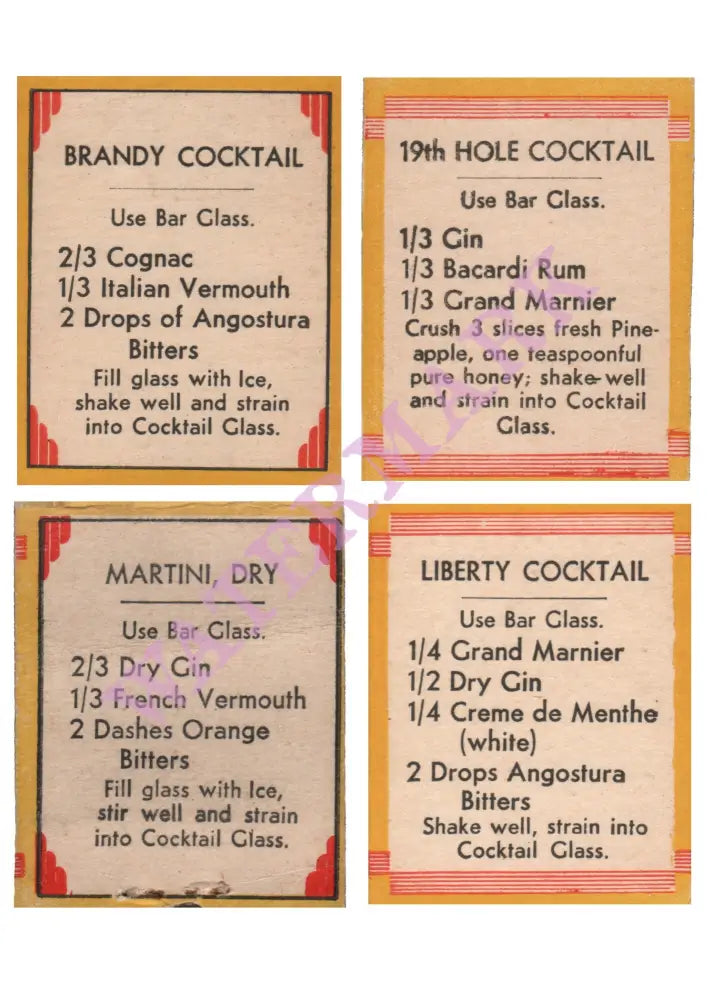 BRANDY COCKTAIL
Use Bar Glass.
2/3 Cognac
1/3 Italian Vermouth
2 Drops of Angostura
Bitters
Fill glass with Ice,
shake well and strain
into Cocktail Glass.
19th HOLE COCKTAIL
Use Bar Glass.
1/3 Gin
1/3 Bacardi Rum
1/3 Grand Marnier
Crush 3 slices fresh Pine-
apple, one teaspoonful
pure honey; shake well
and strain into Cocktail
Glass.
MARTINI, DRY
Use Bar Glass.
2/3 Dry Gin
1/3 French Vermouth
2 Dashes Orange
Bitters
Fill glass with Ice,
stir well and strain
into Cocktail Glass.
LIBERTY COCKTAIL
Use Bar Glass.
1/4 Grand Marnier
1/2 Dry Gin
1/4 Creme de Menthe
(white)
2 Drops Angostura
Bitters
Shake well, strain into
Cocktail Glass.
WATERMARK